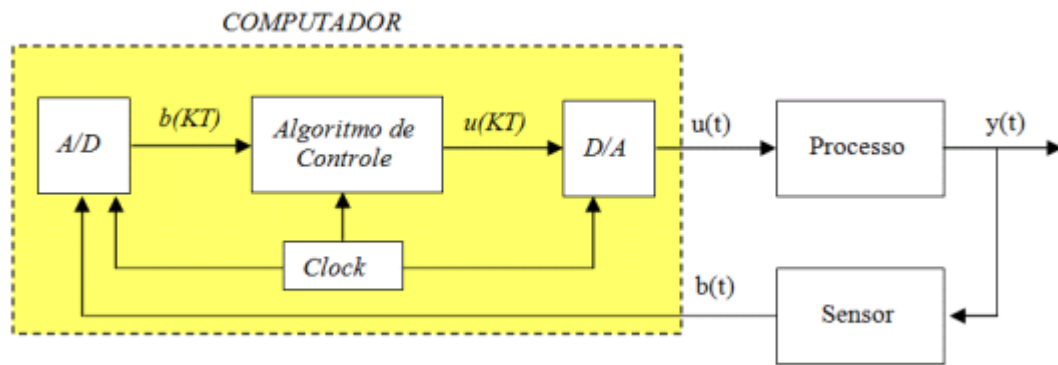 COMPUTADOR
A/D
b(KT)
Algoritmo de
Controle
u(KT)
D/A
u(t)
Processo
y(t)
Clock
b(t)
Sensor